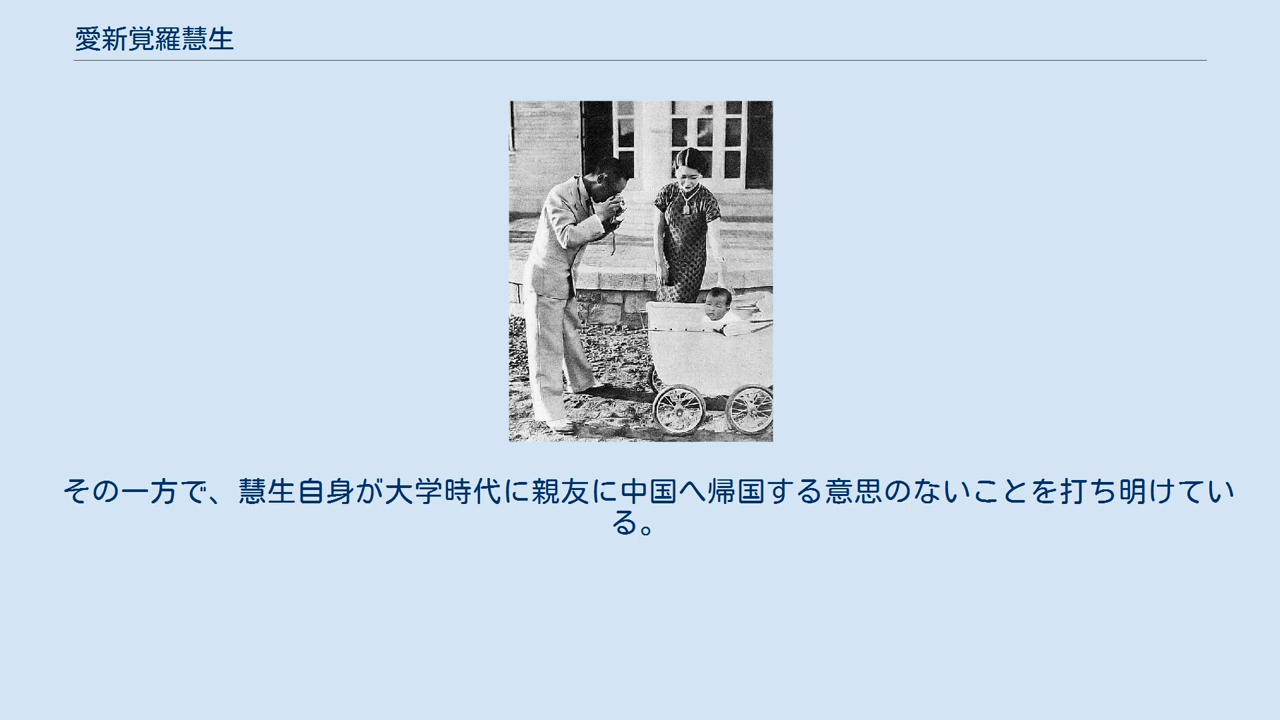 愛新覚羅慧生
その一方で、慧生自身が大学時代に親友に中国へ帰国する意思のないことを打ち明けてい
る。